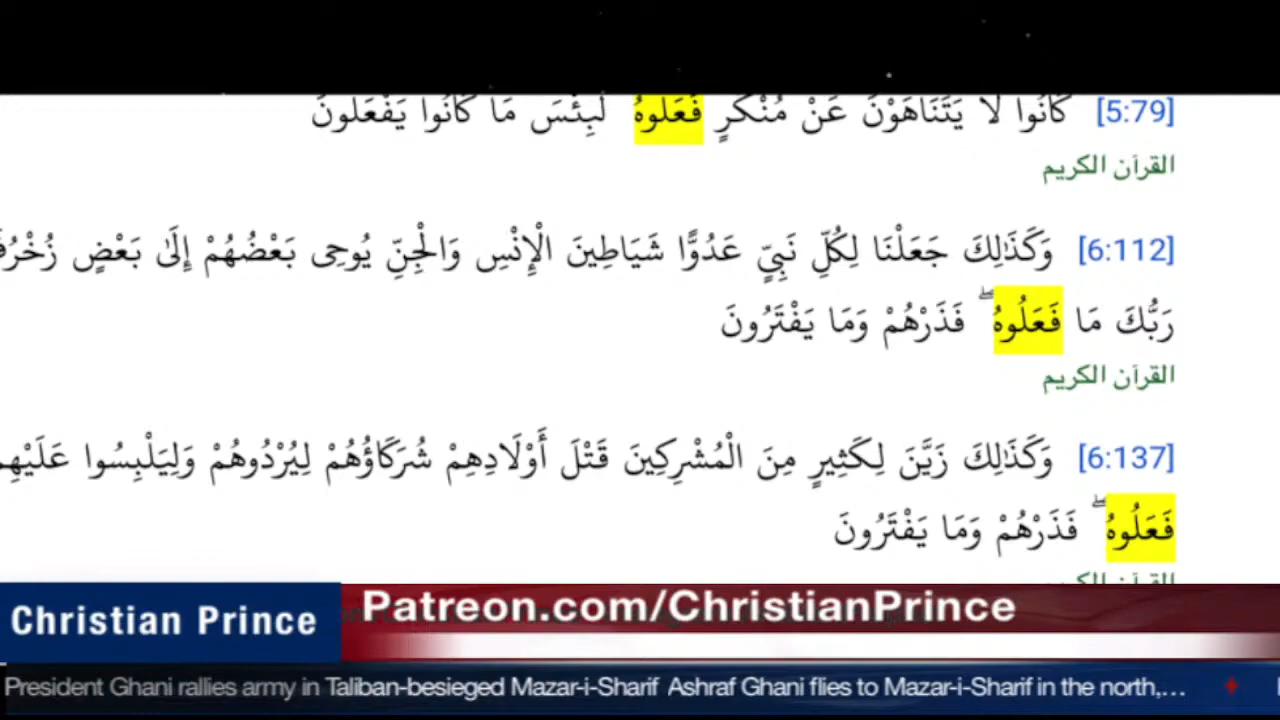 [5:79] كَانُوا لَا يَتَنَاهَوْنَ عَنْ مُنْكَرٍ فَعَلُوهُ لَبِئْسَ مَا كَانُوا يَفْعَلُونَ
القرآن الكريم
[6:112] وَكَذَٰلِكَ جَعَلْنَا لِكُلِّ نَبِيٍّ عَدُوًّا شَيَاطِينَ الْإِنْسِ وَالْجِنِّ يُوحِي بَعْضُهُمْ إِلَىٰ بَعْضٍ
رَبُّكَ مَا فَعَلُوهُ ۖ فَذَرْهُمْ وَمَا يَفْتَرُونَ
القرآن الكريم
[6:137] وَكَذَٰلِكَ زَيَّنَ لِكَثِيرٍ مِنَ الْمُشْرِكِينَ قَتْلَ أَوْلَادِهِمْ شُرَكَاؤُهُمْ لِيُرْدُوهُمْ وَلِيَلْبِسُوا
فَعَلُوهُ ۖ فَذَرْهُمْ وَمَا يَفْتَرُونَ
Christian Prince
Patreon.com/ChristianPrince
President Ghani rallies army in Taliban-besieged Mazar-i-Sharif Ashraf Ghani flies to Mazar-i-Sharif in the north,...